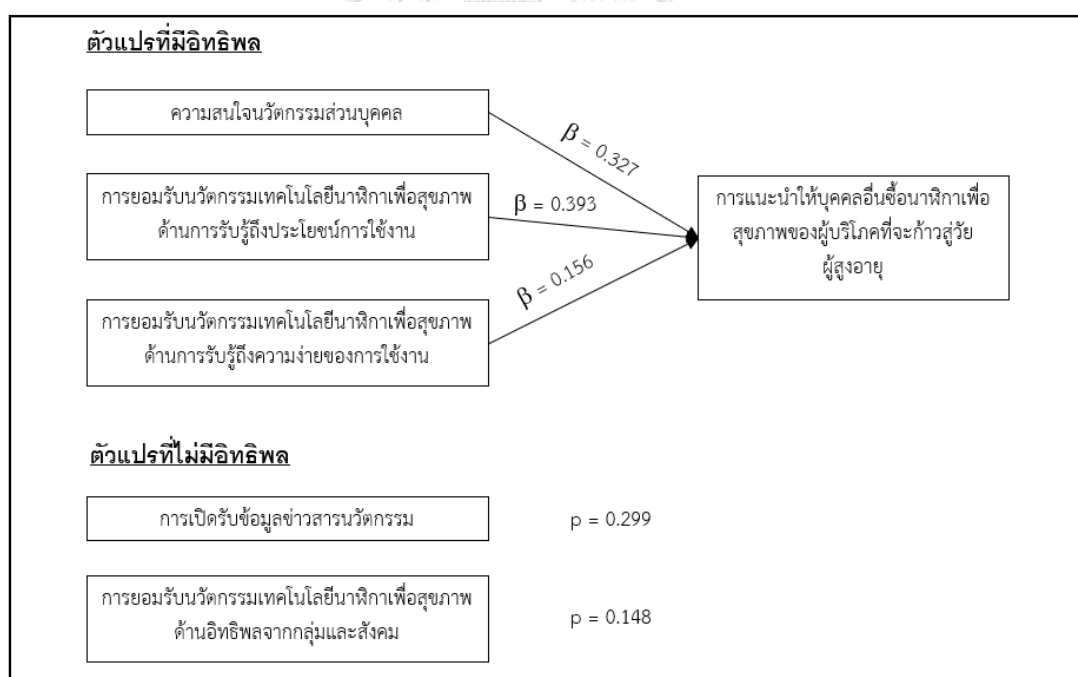 ตัวแปรที่มีอิทธิพล
ความสนใจนวัตกรรมส่วนบุคคล
β = 0.327
การยอมรับนวัตกรรมเทคโนโลยีนาฬิกาเพื่อสุขภาพ
ด้านการรับรู้ถึงประโยชน์การใช้งาน
β = 0.393
การแนะนำให้บุคคลอื่นซื้อนาฬิกาเพื่อ
สุขภาพของผู้บริโภคที่จะก้าวสู่วัย
ผู้สูงอายุ
β = 0.156
การยอมรับนวัตกรรมเทคโนโลยีนาฬิกาเพื่อสุขภาพ
ด้านการรับรู้ถึงความง่ายของการใช้งาน
ตัวแปรที่ไม่มีอิทธิพล
การเปิดรับข้อมูลข่าวสารนวัตกรรม
p = 0.299
การยอมรับนวัตกรรมเทคโนโลยีนาฬิกาเพื่อสุขภาพ
ด้านอิทธิพลจากกลุ่มและสังคม
p = 0.148